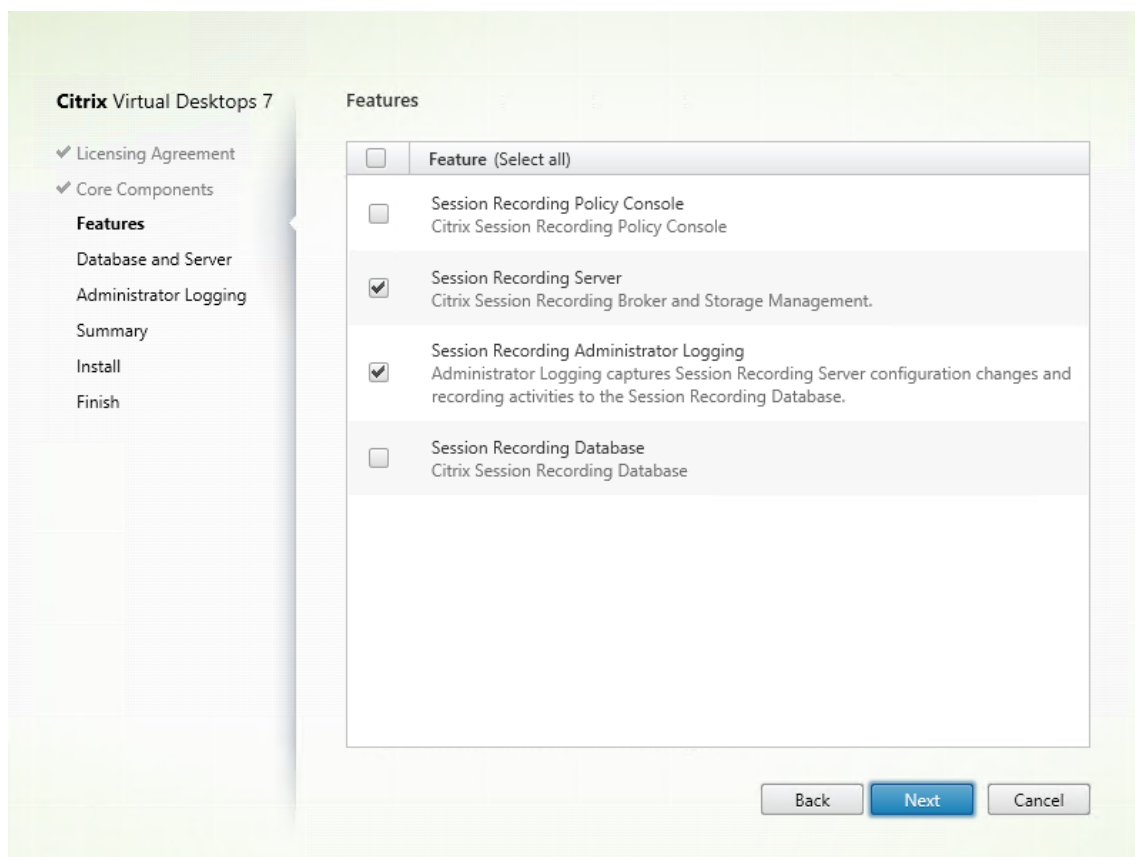 Citrix Virtual Desktops 7
Licensing Agreement
Core Components
Features
Database and Server
Administrator Logging
Summary
Install
Finish
Features
Feature (Select all)
Session Recording Policy Console
Citrix Session Recording Policy Console
Session Recording Server
Citrix Session Recording Broker and Storage Management.
Session Recording Administrator Logging
Administrator Logging captures Session Recording Server configuration changes and
recording activities to the Session Recording Database.
Session Recording Database
Citrix Session Recording Database
Back
Next
Cancel